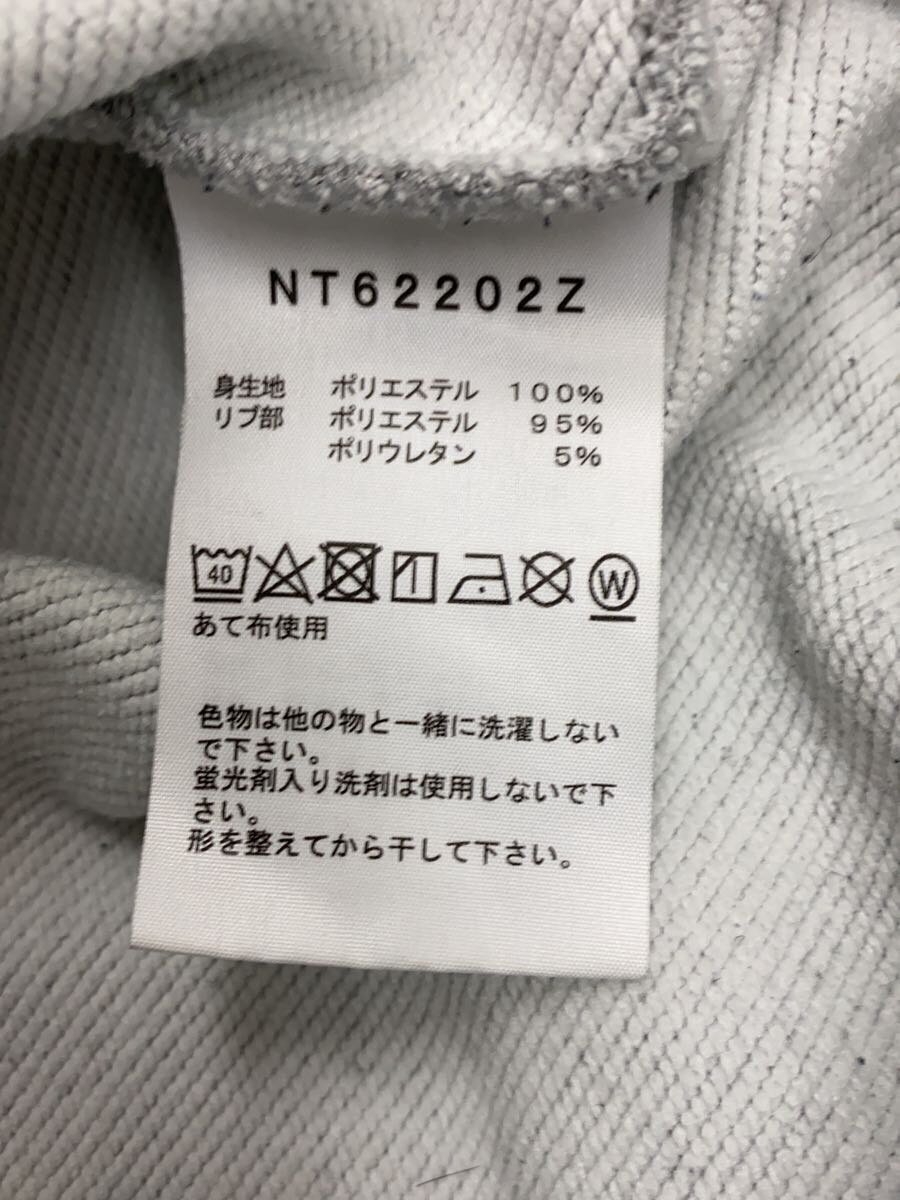 NT62202Z
身生地 ポリエステル 100%
リブ部 ポリエステル 95%
ポリウレタン 5%
40 W
あて布使用
色物は他の物と一緒に洗濯しない
で下さい。
蛍光剤入り洗剤は使用しないで下
さい。
形を整えてから干して下さい。